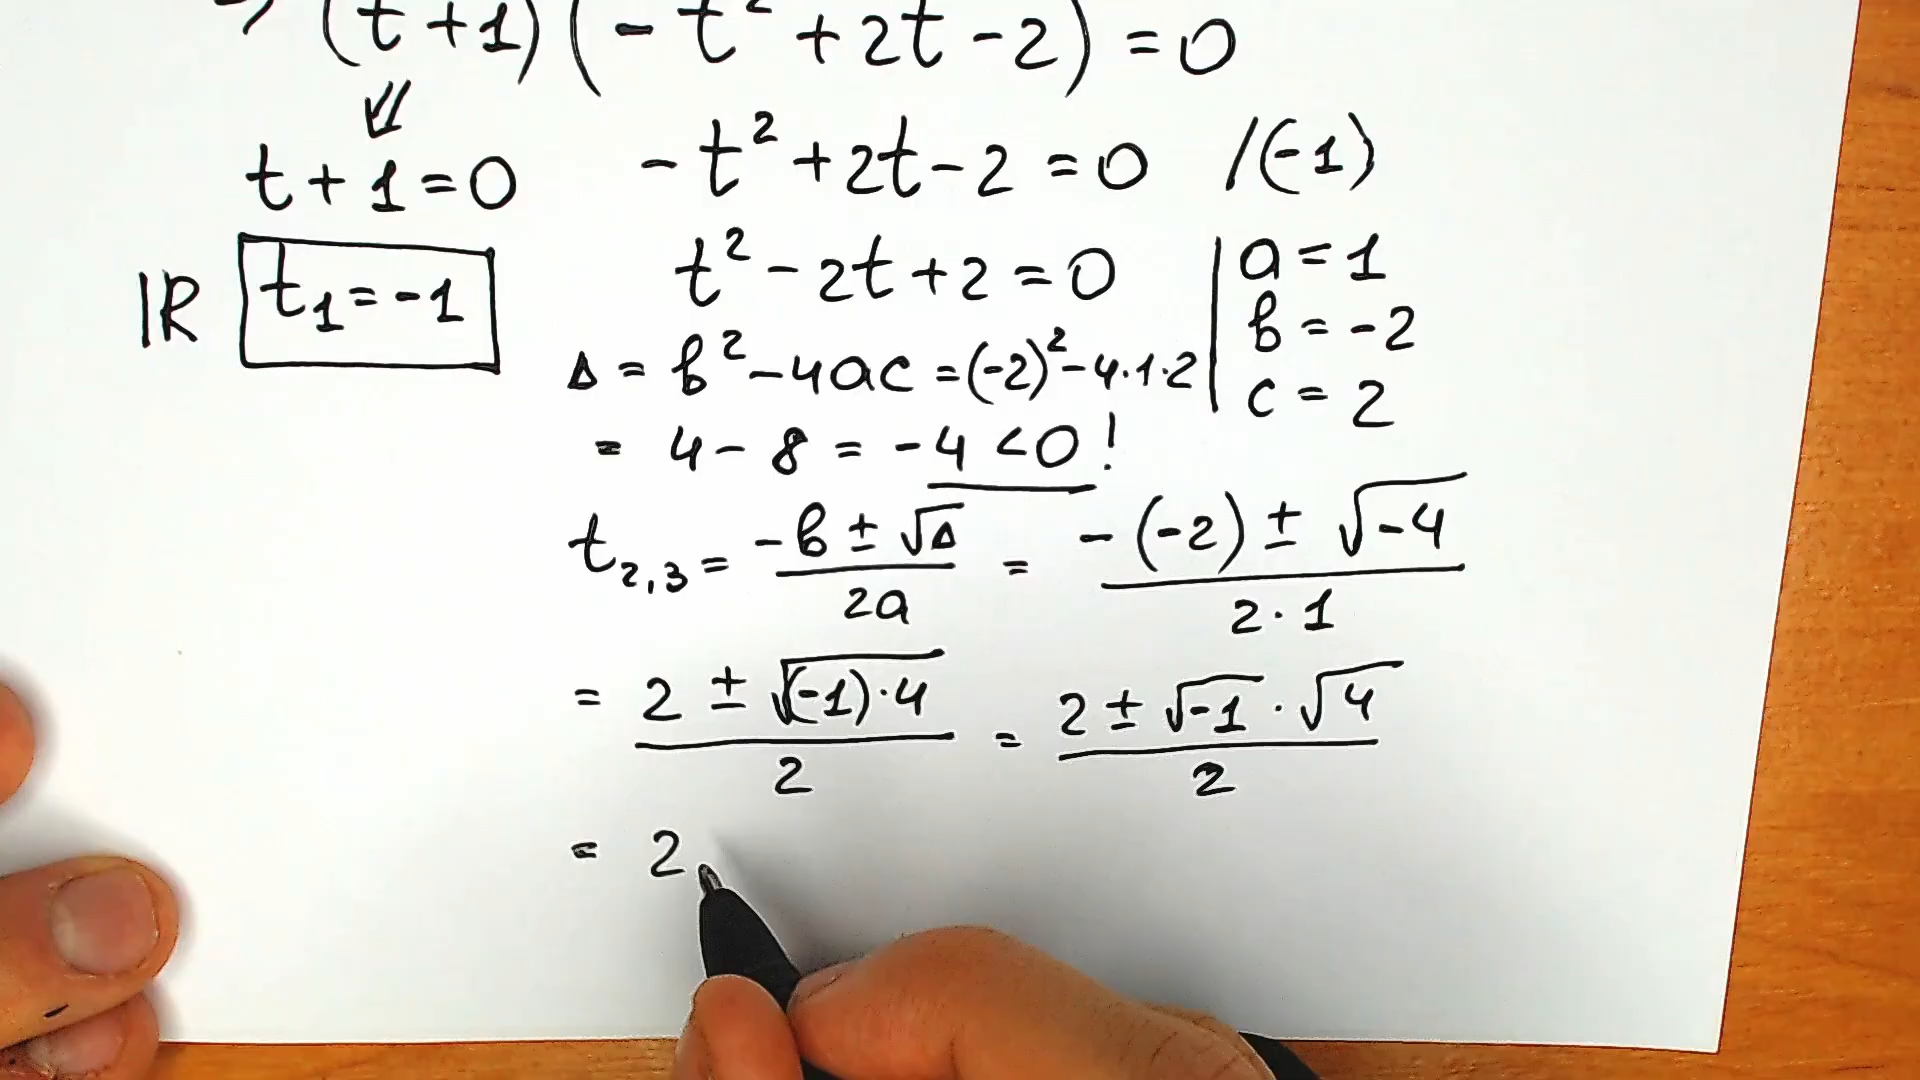 ⇒ (t+1)(-t²+2t-2)=0
⇓
t+1=0 -t²+2t-2=0 /(-1)
t²-2t+2=0 | a=1
IR t₁=-1 | в=-2
∆=в²-4ac=(-2)²-4·1·2 | c=2
=4-8=-4<0!
t₂,₃=(-в±√∆)/2a=(-(-2)±√-4)/2·1
=(2±√(-1)·4)/2=(2±√-1·√4)/2
=2